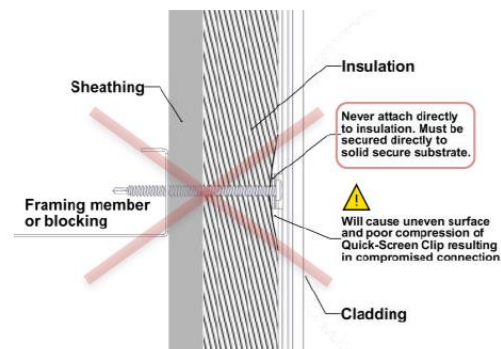 Sheathing
Insulation
Never attach directly
to insulation. Must be
secured directly to
solid secure substrate.
Framing member
or blocking
Will cause uneven surface
and poor compression of
Quick-Screen Clip resulting
in compromised connection
Cladding